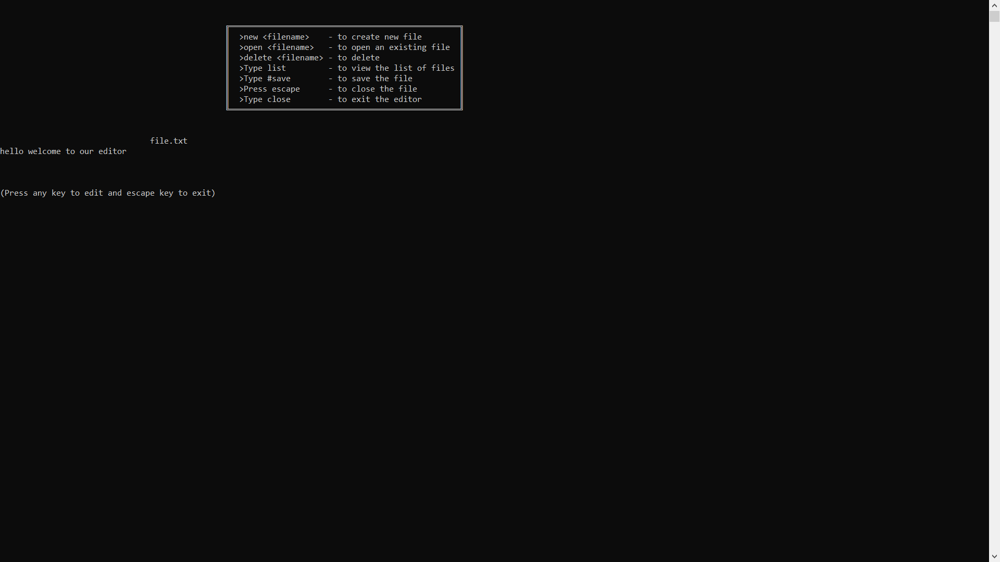 >new <filename>    - to create new file
>open <filename>   - to open an existing file
>delete <filename> - to delete
>Type list         - to view the list of files
>Type #save        - to save the file
>Press escape      - to close the file
>Type close        - to exit the editor
file.txt
hello welcome to our editor
(Press any key to edit and escape key to exit)